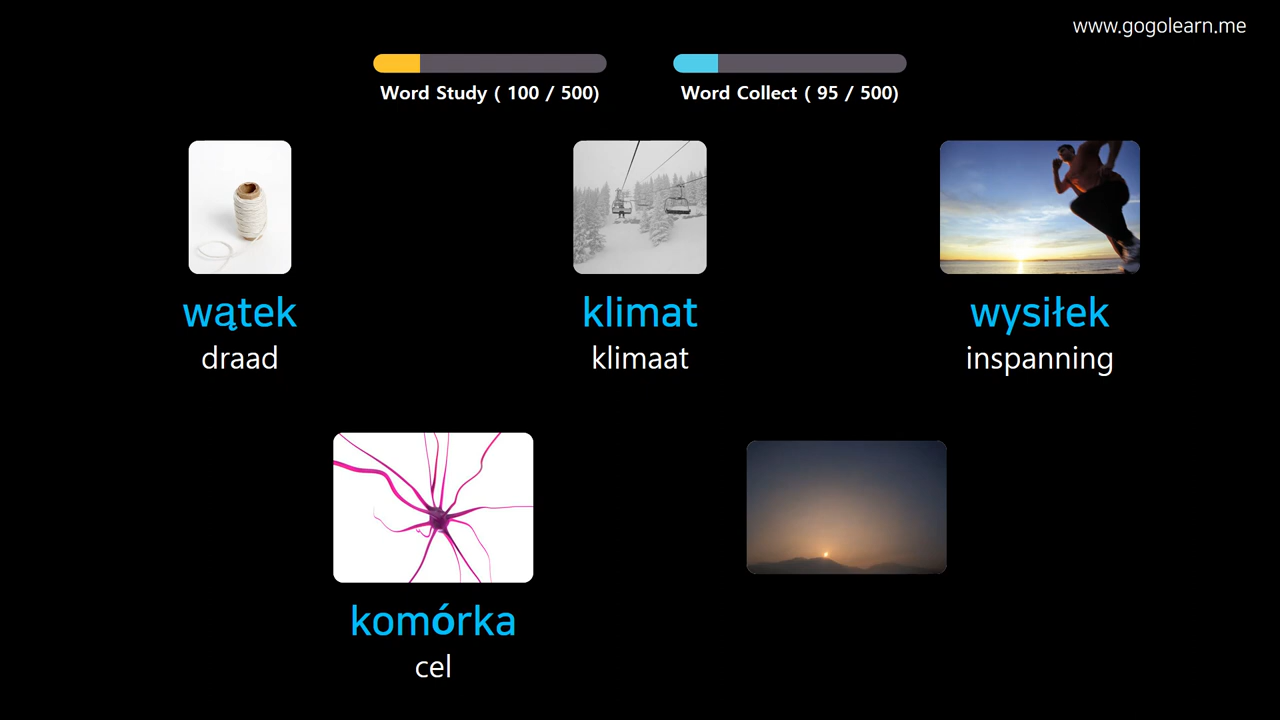 www.gogolearn.me
Word Study ( 100 / 500)
Word Collect ( 95 / 500)
wątek
draad
klimat
klimaat
wysiłek
inspanning
komórka
cel